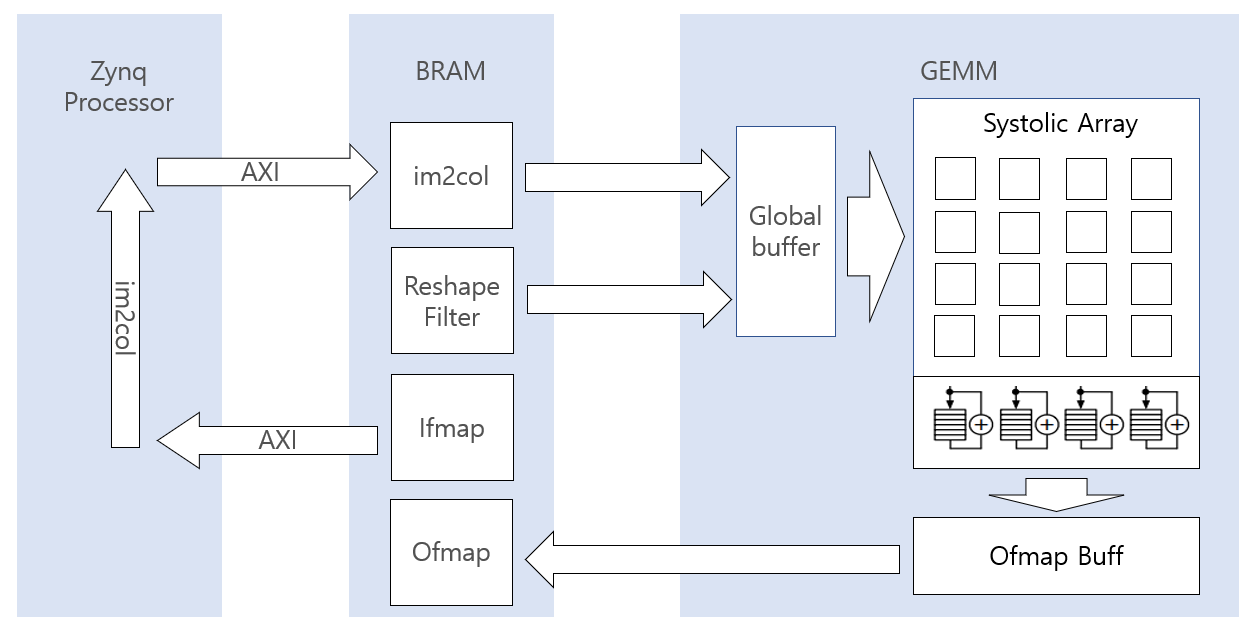 Zynq
Processor
BRAM
GEMM
Systolic Array
AXI
im2col
Global
buffer
Reshape
Filter
im2col
AXI
Ifmap
Ofmap
Ofmap Buff